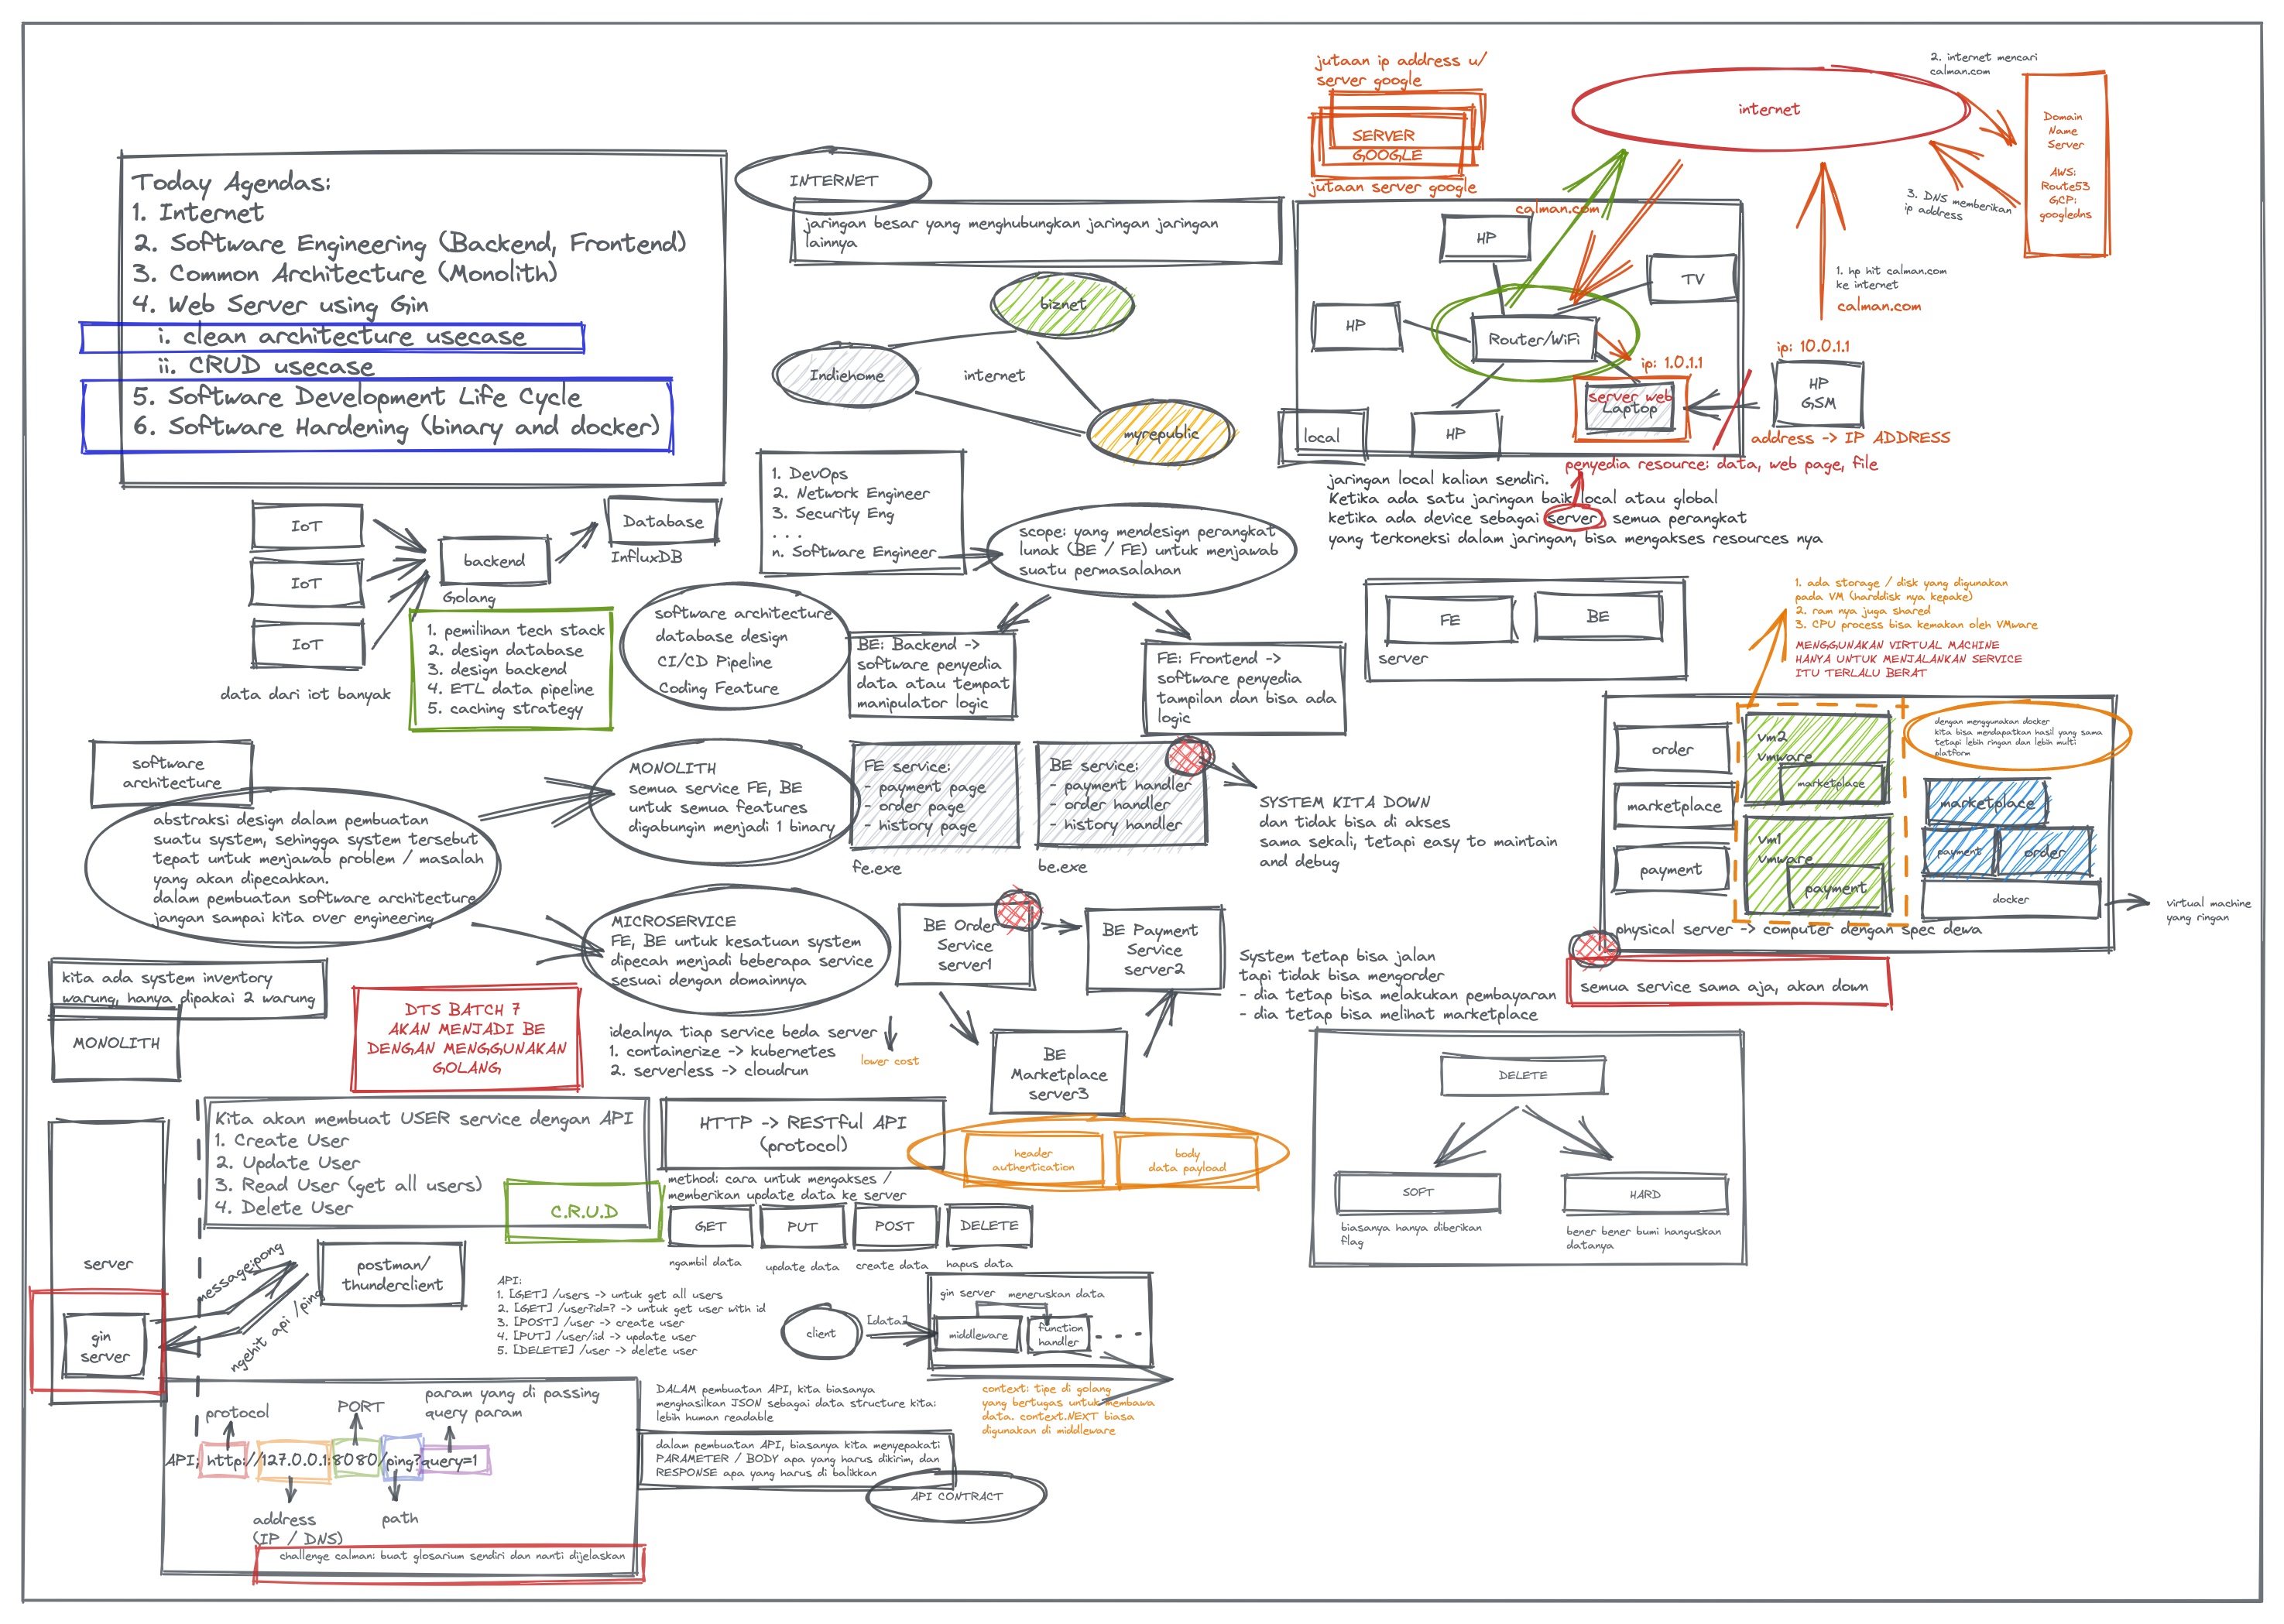 Today Agendas:
1. Internet
2. Software Engineering (Backend, Frontend)
3. Common Architecture (Monolith)
4. Web Server using Gin
i. clean architecture usecase
ii. CRUD usecase
5. Software Development Life Cycle
6. Software Hardening (binary and docker)
INTERNET
jaringan besar yang menghubungkan jaringan jaringan
lainnya
biznet
Indiehome
internet
myrepublic
jutaan ip address u/
server google
SERVER
GOOGLE
jutaan server google
internet
2. internet mencari
calman.com
Domain
Name
Server
AWS:
Route53
GCP:
googledns
3. DNS memberikan
ip address
1. hp hit calman.com
ke internet
calman.com
calman.com
HP
TV
HP
Router/WiFi
ip: 1.0.1.1
server web
Laptop
HP
local
ip: 10.0.1.1
HP
GSM
address -> IP ADDRESS
penyedia resource: data, web page, file
jaringan local kalian sendiri.
Ketika ada satu jaringan baik local atau global
ketika ada device sebagai server semua perangkat
yang terkoneksi dalam jaringan, bisa mengakses resources nya
IoT
IoT
IoT
data dari iot banyak
backend
Golang
Database
InfluxDB
1. pemilihan tech stack
2. design database
3. design backend
4. ETL data pipeline
5. caching strategy
1. DevOps
2. Network Engineer
3. Security Eng
. . .
n. Software Engineer
scope: yang mendesign perangkat
lunak (BE / FE) untuk menjawab
suatu permasalahan
software architecture
database design
CI/CD Pipeline
Coding Feature
BE: Backend ->
software penyedia
data atau tempat
manipulator logic
FE: Frontend ->
software penyedia
tampilan dan bisa ada
logic
FE
BE
server
1. ada storage / disk yang digunakan
pada VM (harddisk nya kepake)
2. ram nya juga shared
3. CPU process bisa kemakan oleh VMware
MENGGUNAKAN VIRTUAL MACHINE
HANYA UNTUK MENJALANKAN SERVICE
ITU TERLALU BERAT
order
marketplace
payment
vm2
vmware
marketplace
vm1
vmware
payment
dengan menggunakan docker
kita bisa mendapatkan hasil yang sama
tetapi lebih ringan dan lebih multi
platform
marketplace
payment
order
docker
virtual machine
yang ringan
physical server -> computer dengan spec dewa
semua service sama aja, akan down
software
architecture
abstraksi design dalam pembuatan
suatu system, sehingga system tersebut
tepat untuk menjawab problem / masalah
yang akan dipecahkan.
dalam pembuatan software architecture
jangan sampai kita over engineering
MONOLITH
semua service FE, BE
untuk semua features
digabungin menjadi 1 binary
FE service:
- payment page
- order page
- history page
fe.exe
BE service:
- payment handler
- order handler
- history handler
be.exe
SYSTEM KITA DOWN
dan tidak bisa di akses
sama sekali, tetapi easy to maintain
and debug
MICROSERVICE
FE, BE untuk kesatuan system
dipecah menjadi beberapa service
sesuai dengan domainnya
BE Order
Service
server1
BE Payment
Service
server2
BE
Marketplace
server3
System tetap bisa jalan
tapi tidak bisa mengorder
- dia tetap bisa melakukan pembayaran
- dia tetap bisa melihat marketplace
idealnya tiap service beda server
1. containerize -> kubernetes
2. serverless -> cloudrun
lower cost
kita ada system inventory
warung, hanya dipakai 2 warung
MONOLITH
DTS BATCH 7
AKAN MENJADI BE
DENGAN MENGGUNAKAN
GOLANG
DELETE
SOFT
HARD
biasanya hanya diberikan
flag
bener bener bumi hanguskan
datanya
Kita akan membuat USER service dengan API
1. Create User
2. Update User
3. Read User (get all users)
4. Delete User
C.R.U.D
HTTP -> RESTful API
(protocol)
header
authentication
body
data payload
method: cara untuk mengakses /
memberikan update data ke server
GET
PUT
POST
DELETE
ngambil data
update data
create data
hapus data
server
gin
server
message:pong
ngehit api /ping
postman/
thunderclient
API:
1. [GET] /users -> untuk get all users
2. [GET] /user?id=? -> untuk get user with id
3. [POST] /user -> create user
4. [PUT] /user/:id -> update user
5. [DELETE] /user -> delete user
client
[data]
gin server
meneruskan data
middleware
function
handler
context: tipe di golang
yang bertugas untuk membawa
data. context.NEXT biasa
digunakan di middleware
DALAM pembuatan API, kita biasanya
menghasilkan JSON sebagai data structure kita:
lebih human readable
dalam pembuatan API, biasanya kita menyepakati
PARAMETER / BODY apa yang harus dikirim, dan
RESPONSE apa yang harus di balikkan
API CONTRACT
protocol
PORT
param yang di passing
query param
API: http://127.0.0.1:8080/ping?query=1
address
(IP / DNS)
path
challenge calman: buat glosarium sendiri dan nanti dijelaskan